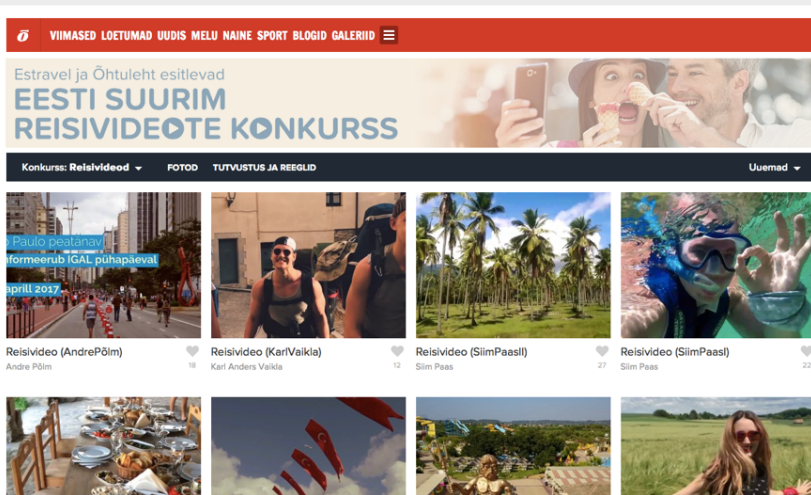 õ VIIMASED LOETUMAD UUDIS MELU NAINE SPORT BLOGID GALERIID
Estravel ja Õhtuleht esitlevad
EESTI SUURIM
REISIVIDEOTE KONKURSS
Konkurss: Reisivideod FOTOD TUTVUSTUS JA REEGLID Uuemad
Paulo peatänav
formeerub IGAL pühapäeval
aprill 2017
Reisivideo (AndrePõlm)
Andre Põlm 18
Reisivideo (KarlVaikla)
Karl Anders Vaikla 12
Reisivideo (SiimPaasII)
Siim Paas 27
Reisivideo (SiimPaasI)
Siim Paas 22